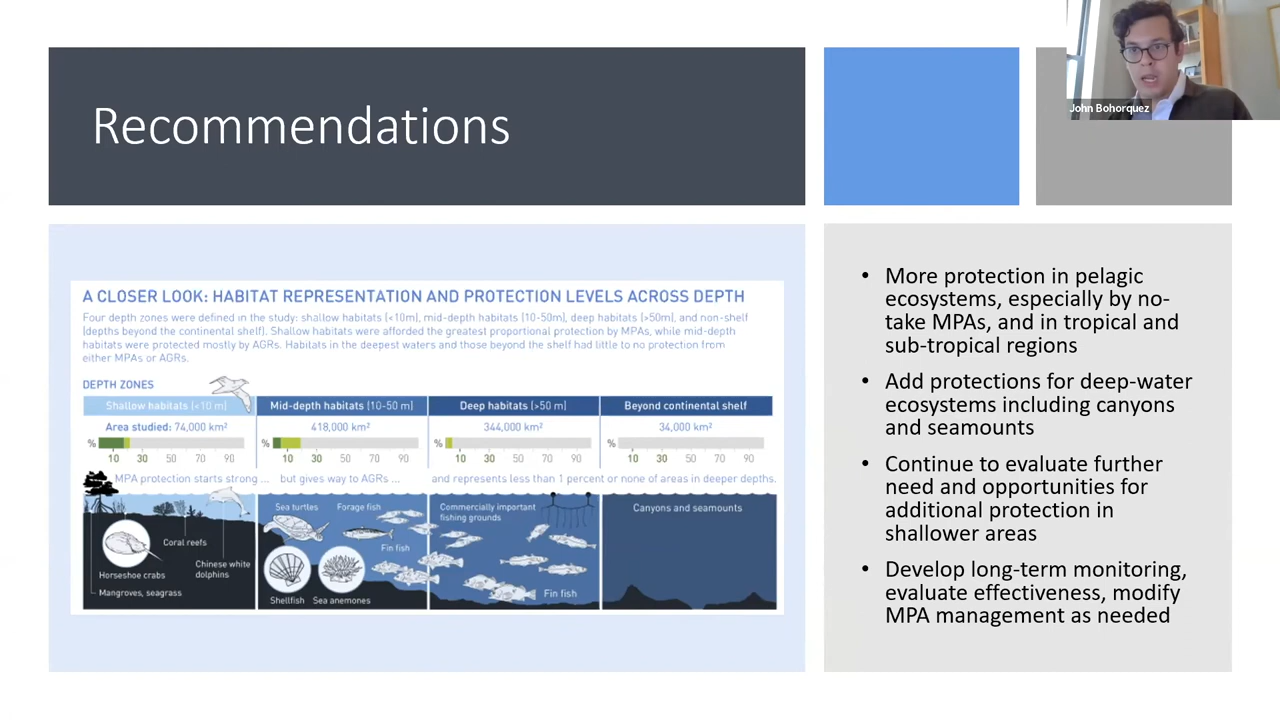 John Bohorquez
Recommendations
A CLOSER LOOK: HABITAT REPRESENTATION AND PROTECTION LEVELS ACROSS DEPTH
Four depth zones were defined in the study: shallow habitats (<10m), mid-depth habitats (10-50m), deep habitats (>50m), and non-shelf
(depths beyond the continental shelf). Shallow habitats were afforded the greatest proportional protection by MPAs, while mid-depth
habitats were protected mostly by AGRs. Habitats in the deepest waters and those beyond the shelf had little to no protection from
either MPAs or AGRs.
DEPTH ZONES
Shallow habitats (<10 m)
Mid-depth habitats (10-50 m)
Deep habitats (>50 m)
Beyond continental shelf
Area studied: 74,000 km²
418,000 km²
344,000 km²
34,000 km²
% % % %
10 30 50 70 90
10 30 50 70 90
10 30 50 70 90
10 30 50 70 90
MPA protection starts strong ... but gives way to AGRs ... and represents less than 1 percent or none of areas in deeper depths.
Coral reefs
Horseshoe crabs
Chinese white
dolphins
Mangroves, seagrass
Sea turtles
Forage fish
Fin fish
Shellfish
Sea anemones
Commercially important
fishing grounds
Fin fish
Canyons and seamounts
• More protection in pelagic
ecosystems, especially by no-
take MPAs, and in tropical and
sub-tropical regions
• Add protections for deep-water
ecosystems including canyons
and seamounts
• Continue to evaluate further
need and opportunities for
additional protection in
shallower areas
• Develop long-term monitoring,
evaluate effectiveness, modify
MPA management as needed